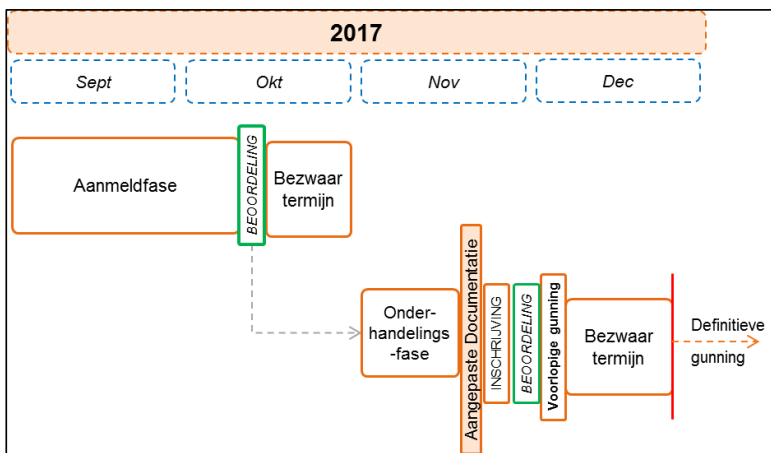 2017
Sept
Okt
Nov
Dec
Aanmeldfase
BEOORDELING
Bezwaar
termijn
Onder-
handelings
-fase
Aangepaste Documentatie
INSCHRIJVING
BEOORDELING
Voorlopige gunning
Bezwaar
termijn
Definitieve
gunning